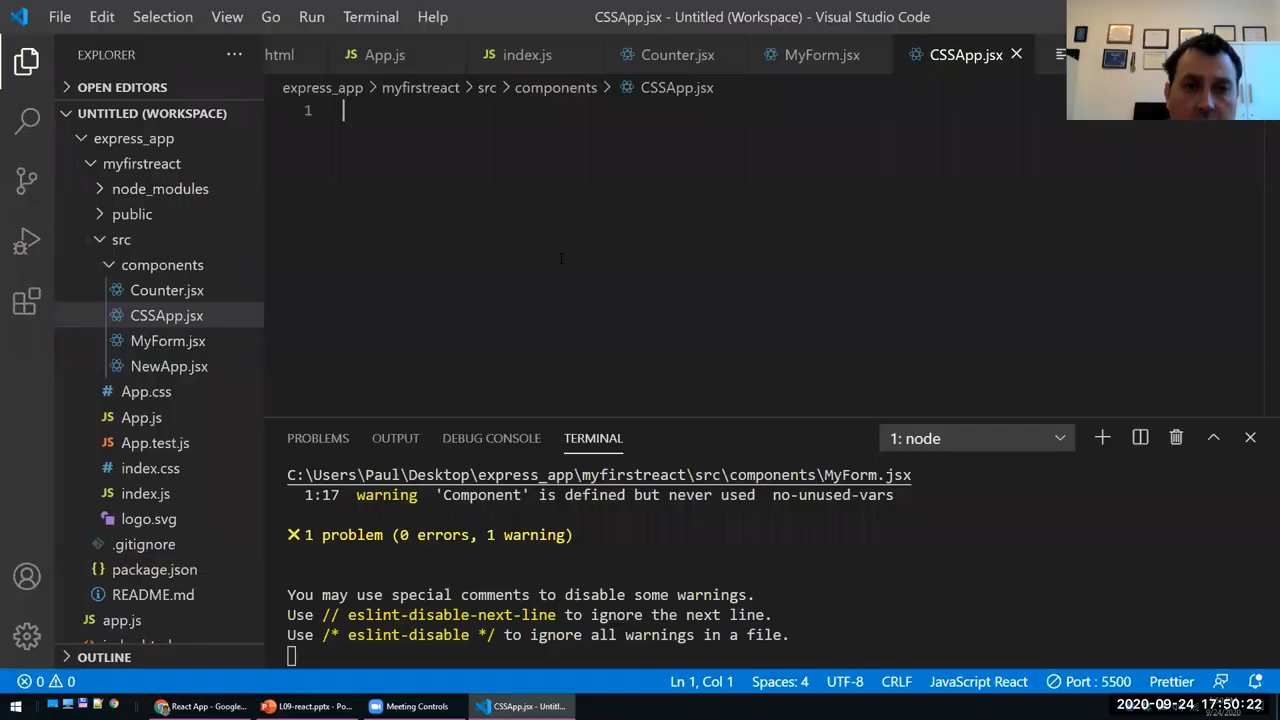 File Edit Selection View Go Run Terminal Help
CSSApp.jsx - Untitled (Workspace) - Visual Studio Code
EXPLORER
html
JS App.js
JS index.js
Counter.jsx
MyForm.jsx
CSSApp.jsx
OPEN EDITORS
express_app > myfirstreact > src > components > CSSApp.jsx
UNTITLED (WORKSPACE)
1
express_app
myfirstreact
node_modules
public
src
components
Counter.jsx
CSSApp.jsx
MyForm.jsx
NewApp.jsx
# App.css
JS App.js
JS App.test.js
# index.css
JS index.js
logo.svg
.gitignore
{} package.json
README.md
JS app.js
OUTLINE
PROBLEMS OUTPUT DEBUG CONSOLE TERMINAL
1: node
C:\Users\Paul\Desktop\express_app\myfirstreact\src\components\MyForm.jsx
1:17 warning 'Component' is defined but never used no-unused-vars
1 problem (0 errors, 1 warning)
You may use special comments to disable some warnings.
Use // eslint-disable-next-line to ignore the next line.
Use /* eslint-disable */ to ignore all warnings in a file.
0 0
Ln 1, Col 1
Spaces: 4
UTF-8
CRLF
JavaScript React
Port : 5500
Prettier
React App - Google...
L09-react.pptx - Po...
Meeting Controls
CSSApp.jsx - Untitl...
2020-09-24 17:50:22